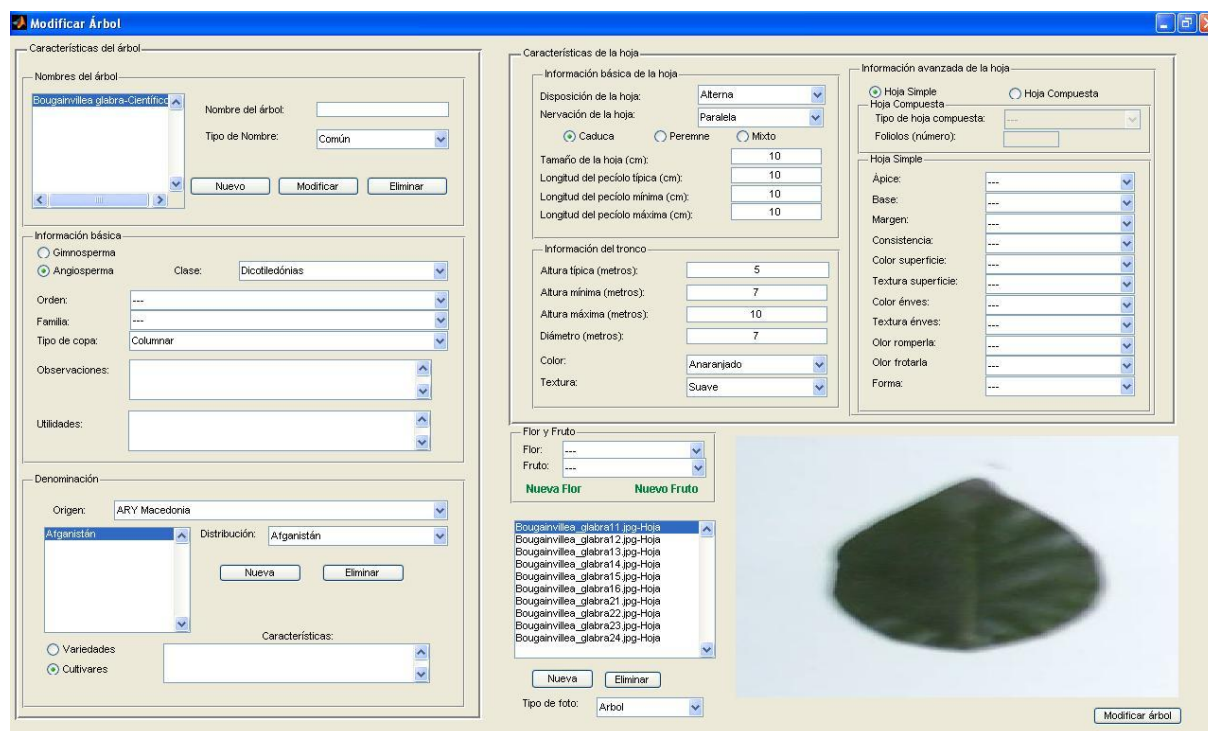 Modificar Árbol
Características del árbol
Nombres del árbol
Bougainvillea glabra-Científico
Nombre del árbol:
Tipo de Nombre:
Común
Nuevo
Modificar
Eliminar
Información básica
Gimnosperma
Angiosperma
Clase:
Dicotiledónias
Orden:
---
Familia:
---
Tipo de copa:
Columnar
Observaciones:
Utilidades:
Denominación
Origen:
ARY Macedonia
Afganistán
Distribución:
Afganistán
Nueva
Eliminar
Características:
Variedades
Cultivares
Características de la hoja
Información básica de la hoja
Disposición de la hoja:
Alterna
Nervación de la hoja:
Paralela
Caduca
Peremne
Mixto
Tamaño de la hoja (cm):
10
Longitud del pecíolo típica (cm):
10
Longitud del pecíolo mínima (cm):
10
Longitud del pecíolo máxima (cm):
10
Información del tronco
Altura típica (metros):
5
Altura mínima (metros):
7
Altura máxima (metros):
10
Diámetro (metros):
7
Color:
Anaranjado
Textura:
Suave
Información avanzada de la hoja
Hoja Simple
Hoja Compuesta
Hoja Compuesta
Tipo de hoja compuesta:
---
Foliolos (número):
Hoja Simple
Ápice:
---
Base:
---
Margen:
---
Consistencia:
---
Color superficie:
---
Textura superficie:
---
Color énves:
---
Textura énves:
---
Olor romperla:
---
Olor frotarla
---
Forma:
---
Flor y Fruto
Flor:
---
Fruto:
---
Nueva Flor
Nuevo Fruto
Bougainvillea_glabra11.jpg-Hoja
Bougainvillea_glabra12.jpg-Hoja
Bougainvillea_glabra13.jpg-Hoja
Bougainvillea_glabra14.jpg-Hoja
Bougainvillea_glabra15.jpg-Hoja
Bougainvillea_glabra16.jpg-Hoja
Bougainvillea_glabra21.jpg-Hoja
Bougainvillea_glabra22.jpg-Hoja
Bougainvillea_glabra23.jpg-Hoja
Bougainvillea_glabra24.jpg-Hoja
Nueva
Eliminar
Tipo de foto:
Arbol
Modificar árbol